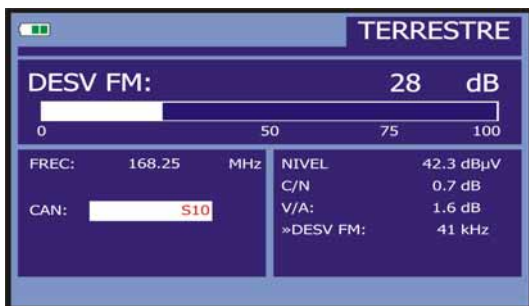 TERRESTRE
DESV FM: 28 dB
0 50 75 100
FREC: 168.25 MHz
CAN: S10
NIVEL 42.3 dBµV
C/N 0.7 dB
V/A: 1.6 dB
»DESV FM: 41 kHz